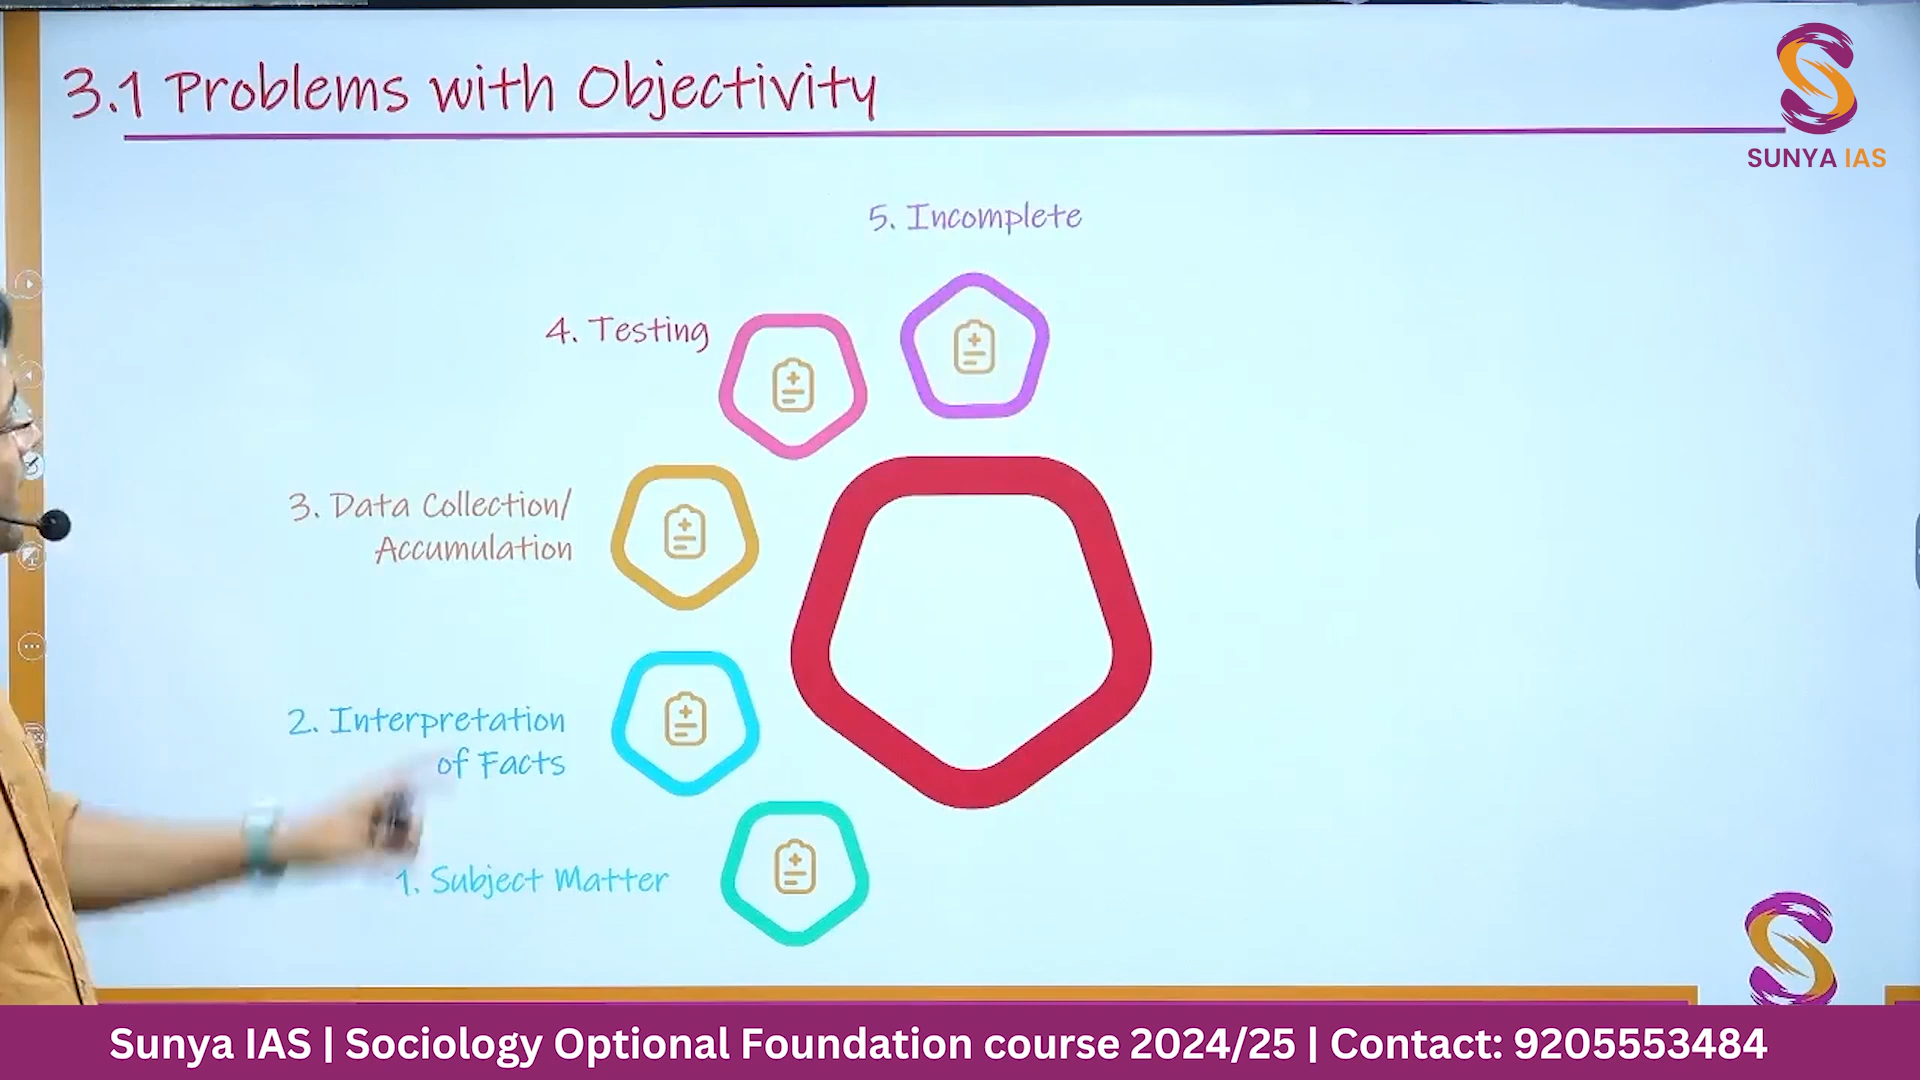 3.1 Problems with Objectivity
SUNYA IAS
5. Incomplete
4. Testing
3. Data Collection/
Accumulation
2. Interpretation
of Facts
1. Subject Matter
Sunya IAS | Sociology Optional Foundation course 2024/25 | Contact: 9205553484